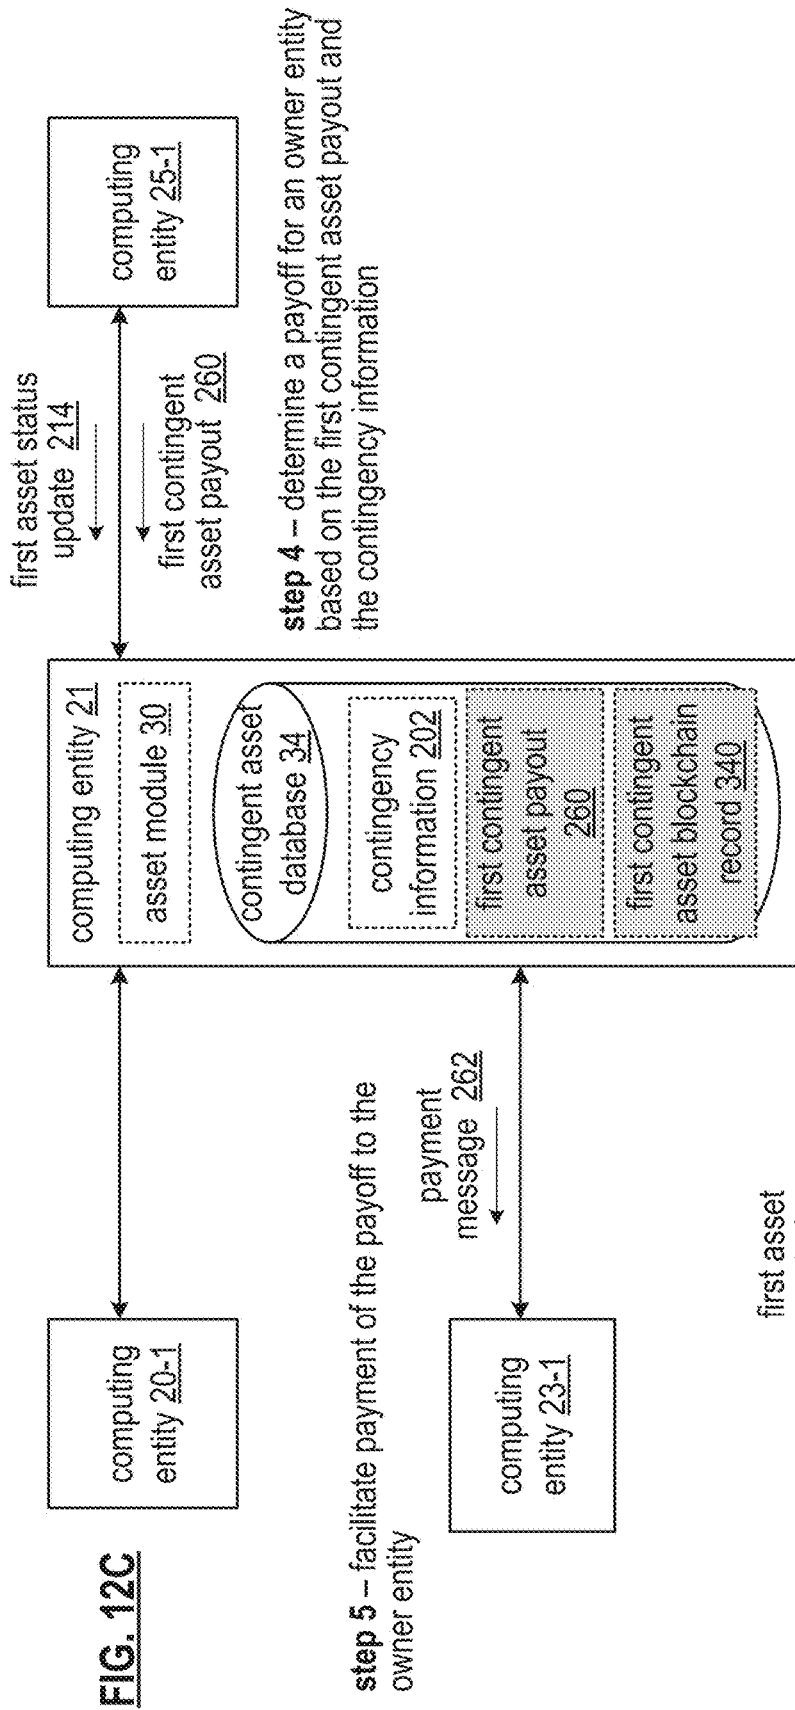 FIG. 12C
computing
entity 20-1
computing entity 21
asset module 30
contingent asset
database 34
contingency
information 202
first contingent
asset payout
260
first contingent
asset blockchain
record 340
first asset status
update 214
first contingent
asset payout 260
computing
entity 25-1
step 4 – determine a payoff for an owner entity
based on the first contingent asset payout and
the contingency information
step 5 – facilitate payment of the payoff to the
owner entity
payment
message 262
computing
entity 23-1
first asset